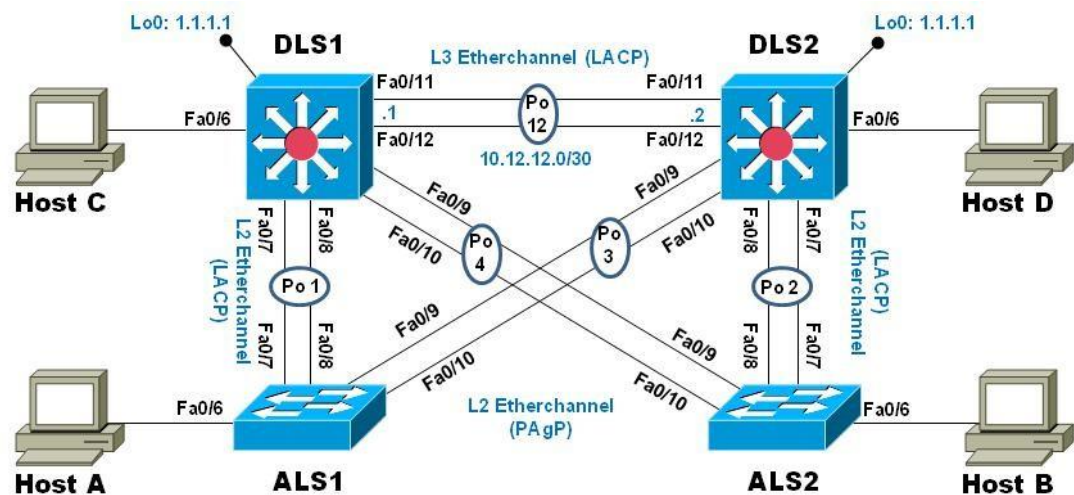 Lo0: 1.1.1.1
Lo0: 1.1.1.1
DLS1
DLS2
L3 Etherchannel (LACP)
Fa0/11
Fa0/11
Po
12
.1
.2
Fa0/6
Fa0/6
Fa0/12
Fa0/12
10.12.12.0/30
Host C
Host D
Fa0/9
Fa0/9
Fa0/7
Fa0/8
Fa0/10
Po
4
Po
3
Fa0/10
Fa0/8
Fa0/7
L2 Etherchannel
(LACP)
L2 Etherchannel
(LACP)
Po 1
Po 2
Fa0/7
Fa0/8
Fa0/9
Fa0/10
Fa0/9
Fa0/10
Fa0/8
Fa0/7
Fa0/6
L2 Etherchannel
(PAgP)
Fa0/6
Host A
ALS1
ALS2
Host B